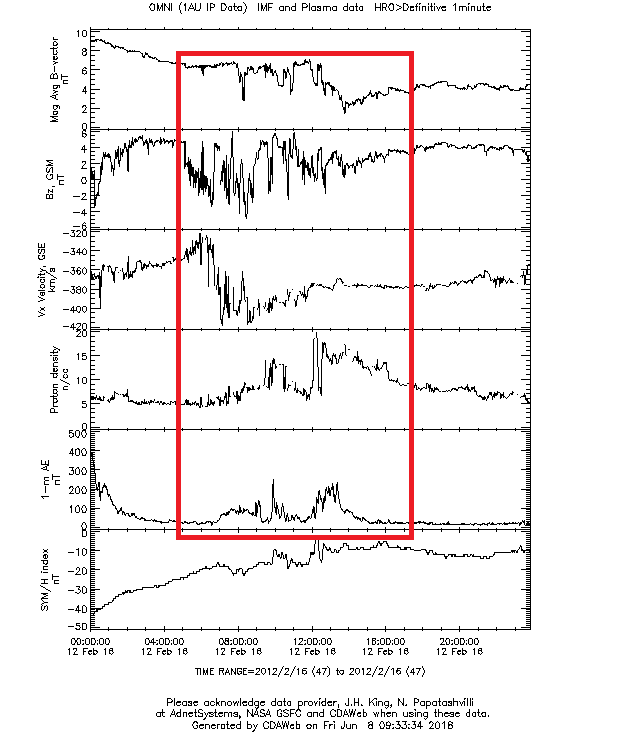 OMNI (1AU IP Data) IMF and Plasma data HRO>Definitive 1minute
Mag Avg B-vector
nT
10
8
6
4
2
0
Bz, GSM
nT
6
4
2
0
-2
-4
-6
Vx Velocity, GSE
km/s
-320
-340
-360
-380
-400
-420
Proton density
n/cc
20
15
10
5
0
1-m AE
nT
500
400
300
200
100
0
SYM/H index
nT
0
-10
-20
-30
-40
-50
00:00:00 04:00:00 08:00:00 12:00:00 16:00:00 20:00:00
12 Feb 16 12 Feb 16 12 Feb 16 12 Feb 16 12 Feb 16 12 Feb 16
TIME RANGE=2012/2/16 (47) to 2012/2/16 (47)
Please acknowledge data provider, J.H. King, N. Papatashvilli
at AdnetSystems, NASA GSFC and CDAWeb when using these data.
Generated by CDAWeb on Fri Jun 8 09:33:34 2018